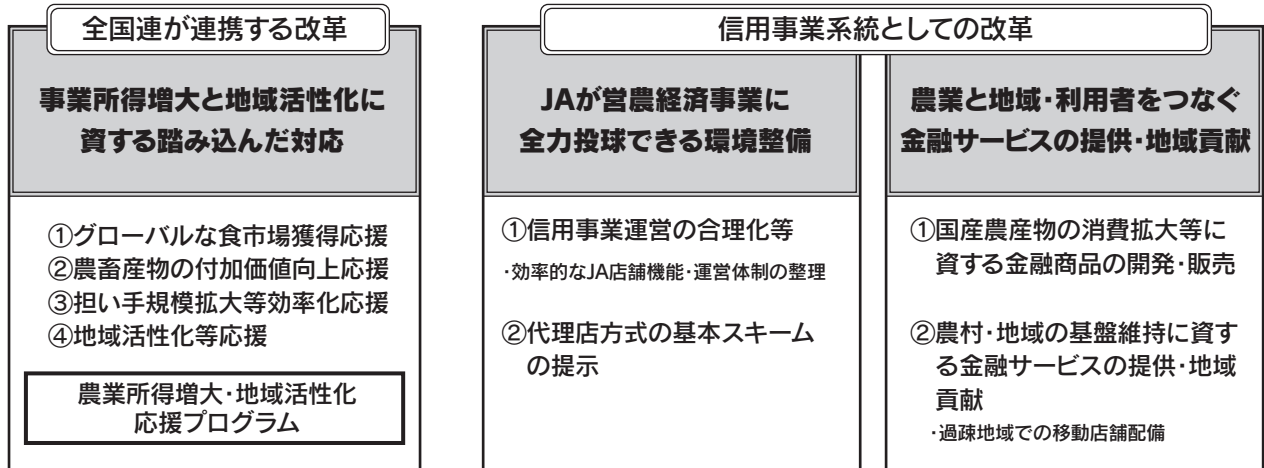 全国連が連携する改革
事業所得増大と地域活性化に
資する踏み込んだ対応
①グローバルな食市場獲得応援
②農畜産物の付加価値向上応援
③担い手規模拡大等効率化応援
④地域活性化等応援
農業所得増大・地域活性化
応援プログラム
信用事業系統としての改革
JAが営農経済事業に
全力投球できる環境整備
①信用事業運営の合理化等
・効率的なJA店舗機能・運営体制の整理
②代理店方式の基本スキーム
の提示
農業と地域・利用者をつなぐ
金融サービスの提供・地域貢献
①国産農産物の消費拡大等に
資する金融商品の開発・販売
②農村・地域の基盤維持に資す
る金融サービスの提供・地域
貢献
・過疎地域での移動店舗配備